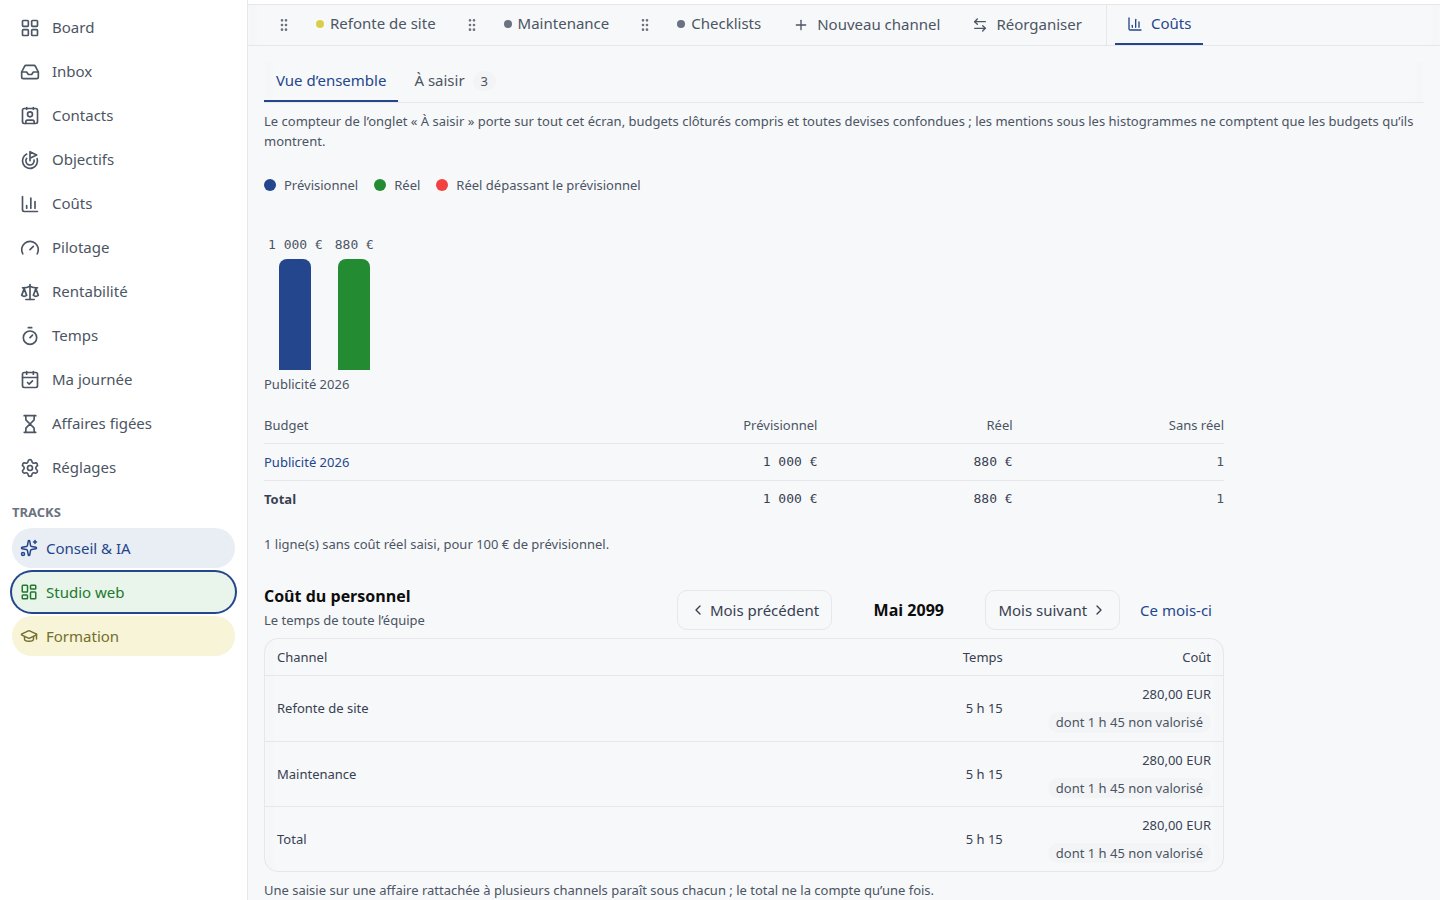 Board
Inbox
Contacts
Objectifs
Coûts
Pilotage
Rentabilité
Temps
Ma journée
Affaires figées
Réglages
TRACKS
Conseil & IA
Studio web
Formation
Refonte de site
Maintenance
Checklists
Nouveau channel
Réorganiser
Coûts
Vue d’ensemble
À saisir 3
Le compteur de l’onglet « À saisir » porte sur tout cet écran, budgets clôturés compris et toutes devises confondues ; les mentions sous les histogrammes ne comptent que les budgets qu’ils
montrent.
Prévisionnel Réel Réel dépassant le prévisionnel
1 000 € 880 €
Publicité 2026
Budget Prévisionnel Réel Sans réel
Publicité 2026 1 000 € 880 € 1
Total 1 000 € 880 € 1
1 ligne(s) sans coût réel saisi, pour 100 € de prévisionnel.
Coût du personnel
Le temps de toute l’équipe
Mois précédent Mai 2099 Mois suivant Ce mois-ci
Channel Temps Coût
Refonte de site 5 h 15 280,00 EUR
dont 1 h 45 non valorisé
Maintenance 5 h 15 280,00 EUR
dont 1 h 45 non valorisé
Total 5 h 15 280,00 EUR
dont 1 h 45 non valorisé
Une saisie sur une affaire rattachée à plusieurs channels paraît sous chacun ; le total ne la compte qu’une fois.